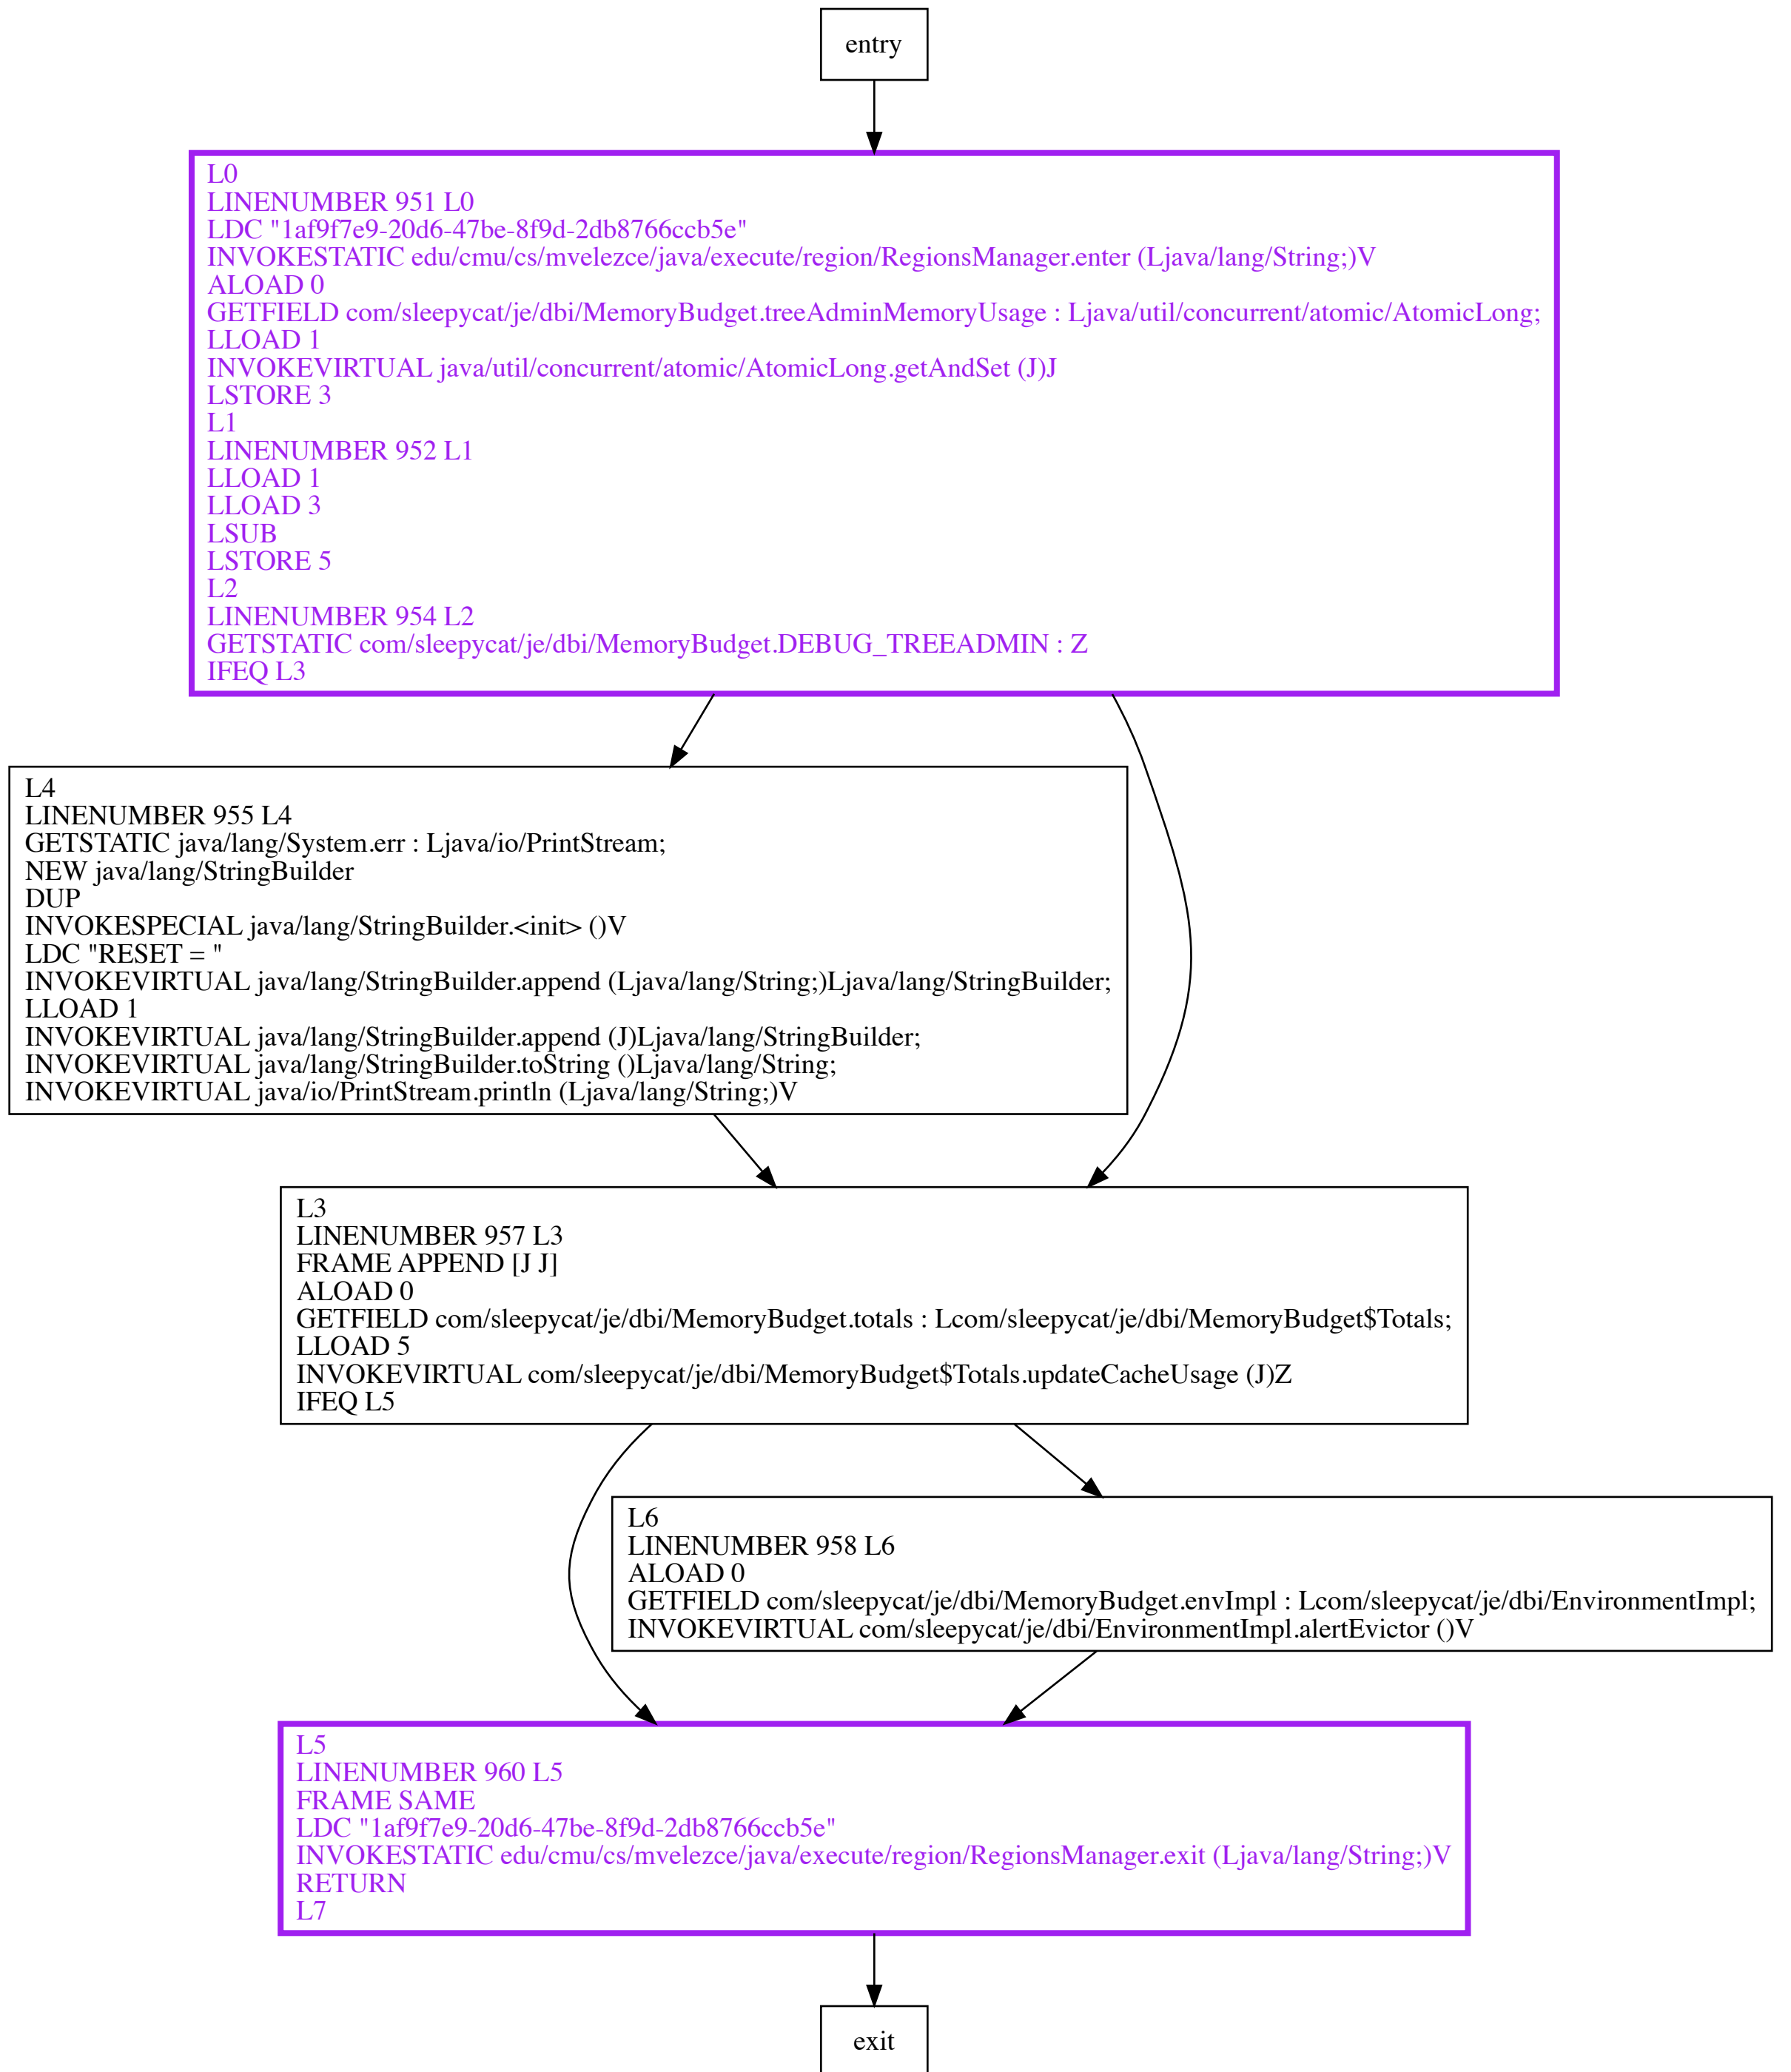 entry
L0
LINENUMBER 951 L0
LDC "1af9f7e9-20d6-47be-8f9d-2db8766ccb5e"
INVOKESTATIC edu/cmu/cs/mvelezce/java/execute/region/RegionsManager.enter (Ljava/lang/String;)V
ALOAD 0
GETFIELD com/sleepycat/je/dbi/MemoryBudget.treeAdminMemoryUsage : Ljava/util/concurrent/atomic/AtomicLong;
LLOAD 1
INVOKEVIRTUAL java/util/concurrent/atomic/AtomicLong.getAndSet (J)J
LSTORE 3
L1
LINENUMBER 952 L1
LLOAD 1
LLOAD 3
LSUB
LSTORE 5
L2
LINENUMBER 954 L2
GETSTATIC com/sleepycat/je/dbi/MemoryBudget.DEBUG_TREEADMIN : Z
IFEQ L3
L4
LINENUMBER 955 L4
GETSTATIC java/lang/System.err : Ljava/io/PrintStream;
NEW java/lang/StringBuilder
DUP
INVOKESPECIAL java/lang/StringBuilder.<init> ()V
LDC "RESET = "
INVOKEVIRTUAL java/lang/StringBuilder.append (Ljava/lang/String;)Ljava/lang/StringBuilder;
LLOAD 1
INVOKEVIRTUAL java/lang/StringBuilder.append (J)Ljava/lang/StringBuilder;
INVOKEVIRTUAL java/lang/StringBuilder.toString ()Ljava/lang/String;
INVOKEVIRTUAL java/io/PrintStream.println (Ljava/lang/String;)V
L3
LINENUMBER 957 L3
FRAME APPEND [J J]
ALOAD 0
GETFIELD com/sleepycat/je/dbi/MemoryBudget.totals : Lcom/sleepycat/je/dbi/MemoryBudget$Totals;
LLOAD 5
INVOKEVIRTUAL com/sleepycat/je/dbi/MemoryBudget$Totals.updateCacheUsage (J)Z
IFEQ L5
L6
LINENUMBER 958 L6
ALOAD 0
GETFIELD com/sleepycat/je/dbi/MemoryBudget.envImpl : Lcom/sleepycat/je/dbi/EnvironmentImpl;
INVOKEVIRTUAL com/sleepycat/je/dbi/EnvironmentImpl.alertEvictor ()V
L5
LINENUMBER 960 L5
FRAME SAME
LDC "1af9f7e9-20d6-47be-8f9d-2db8766ccb5e"
INVOKESTATIC edu/cmu/cs/mvelezce/java/execute/region/RegionsManager.exit (Ljava/lang/String;)V
RETURN
L7
exit